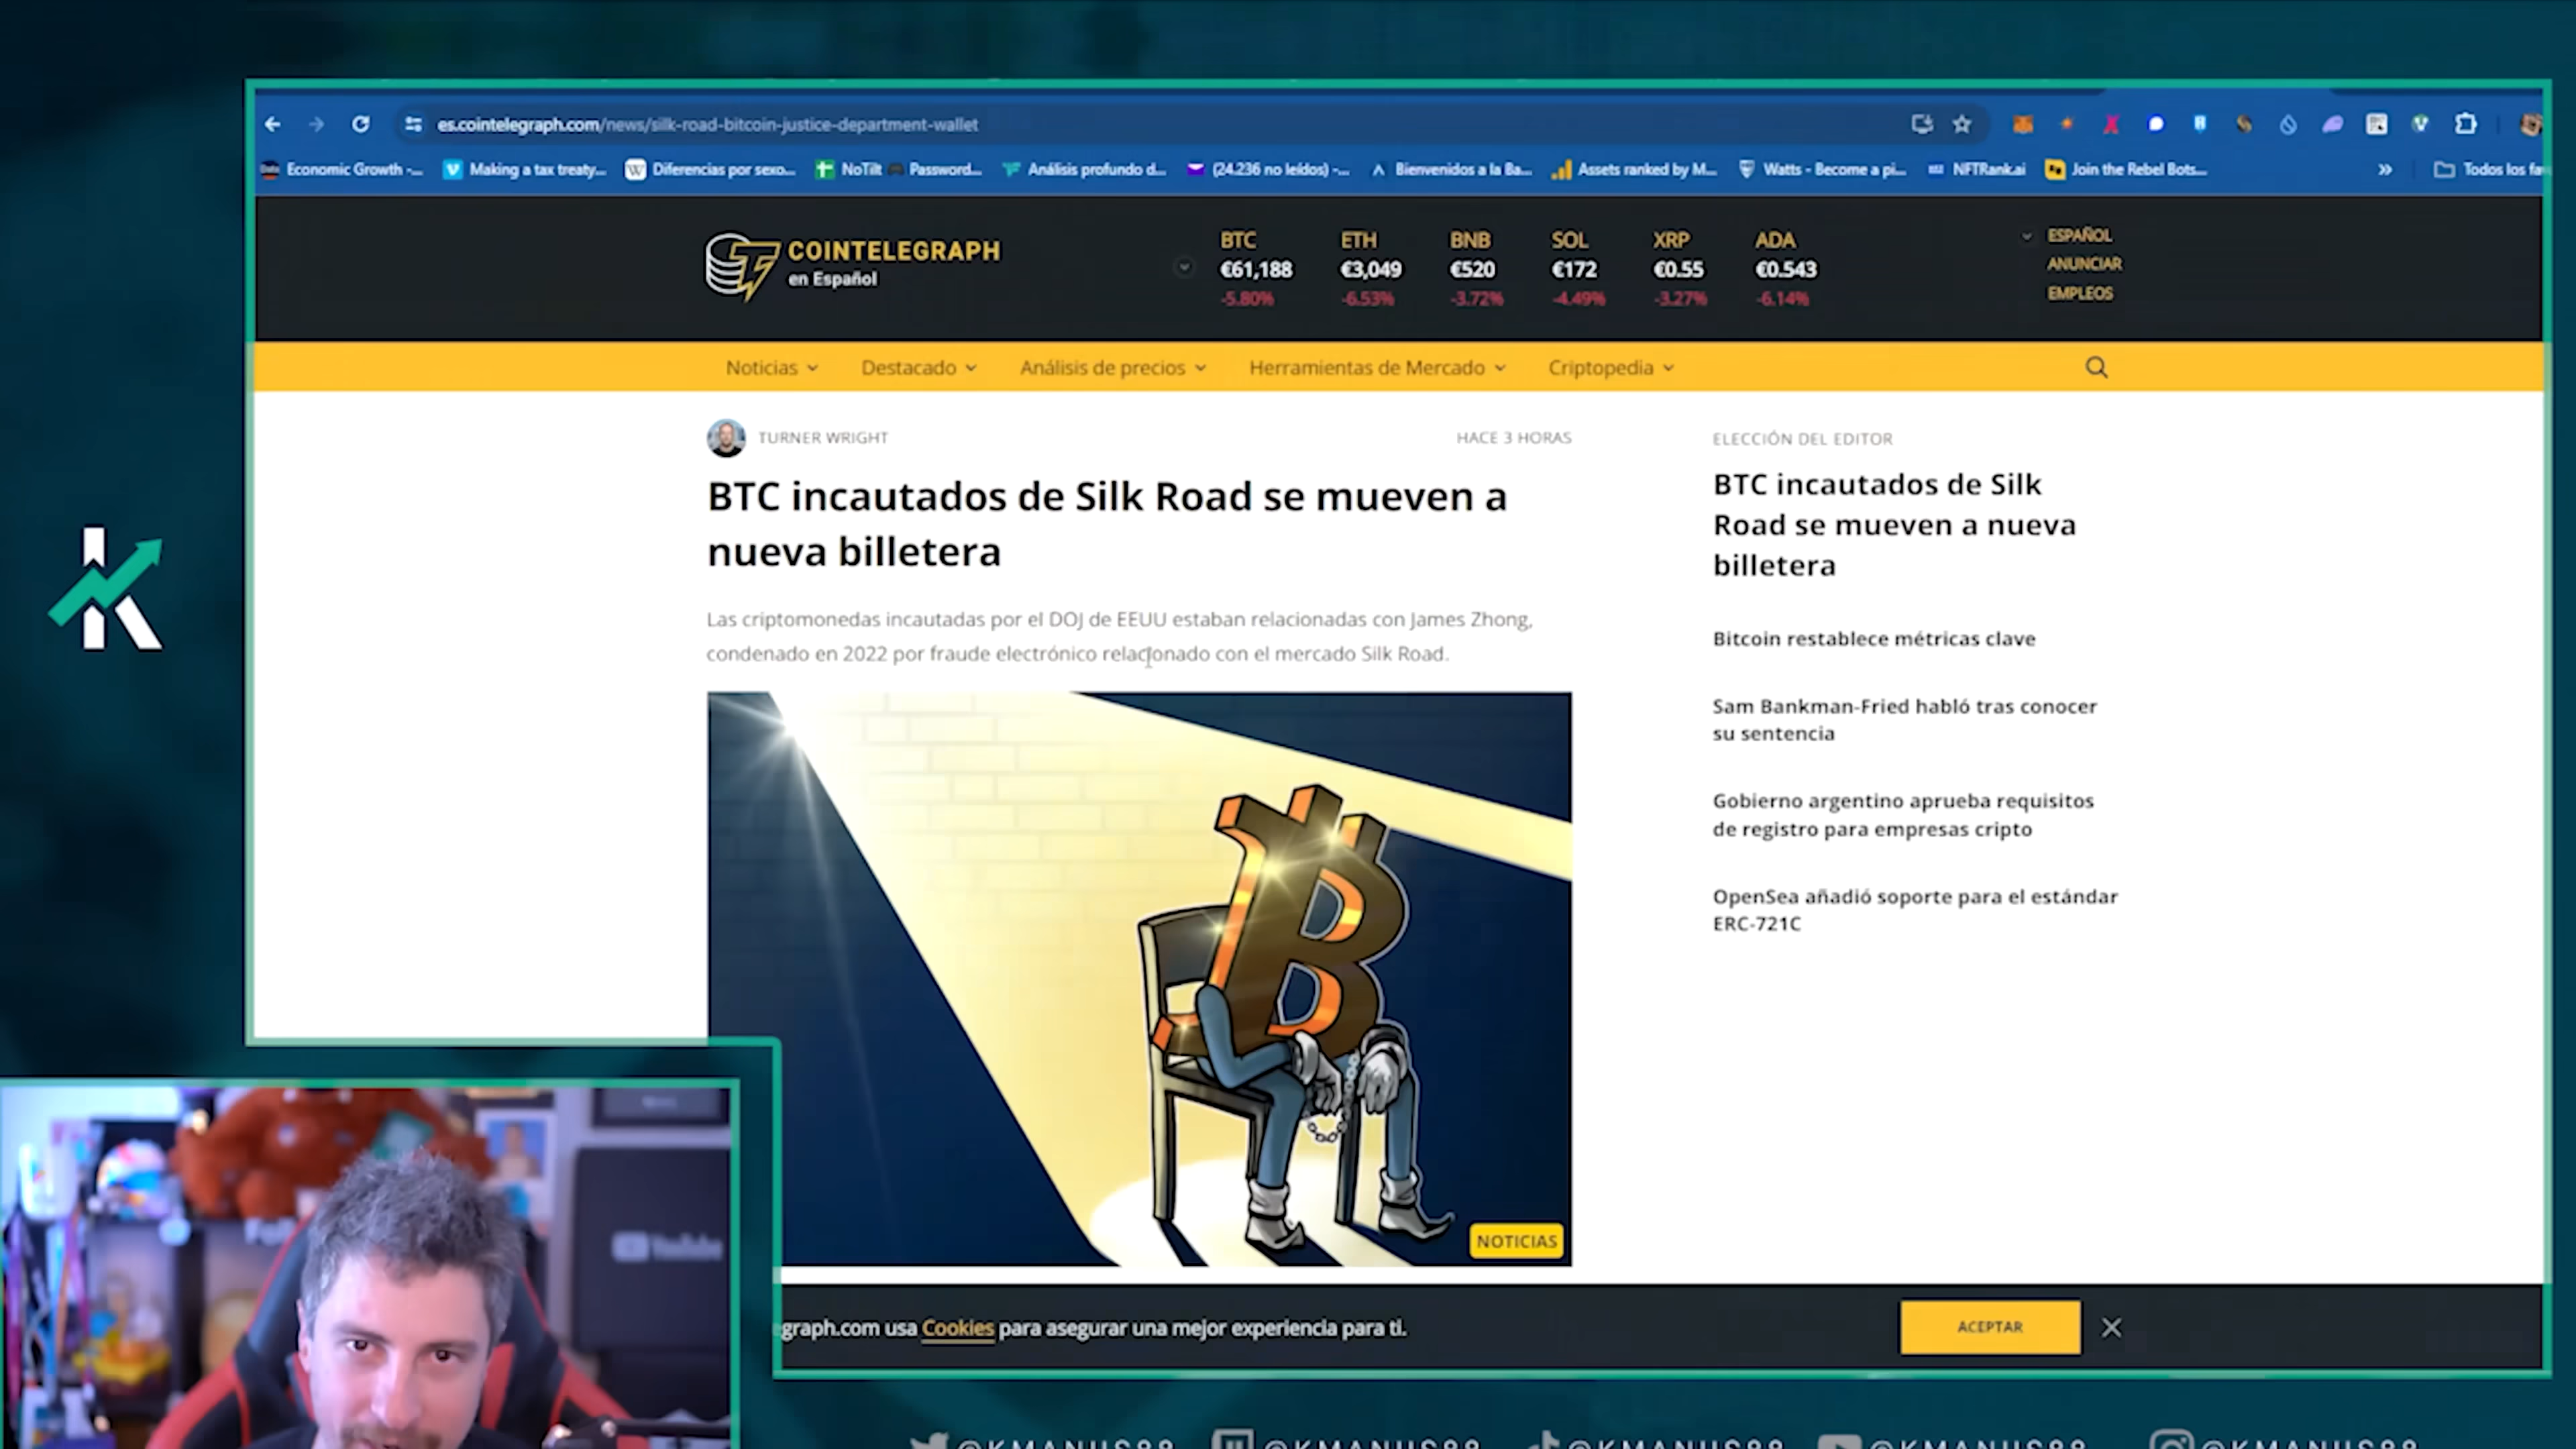 es.cointelegraph.com/news/silk-road-bitcoin-justice-department-wallet
Economic Growth -... Making a tax treaty... Diferencias por sexo... NoTilt Password... Análisis profundo d... (24.236 no leídos) -... Bienvenidos a la Ba... Assets ranked by M... Watts - Become a pi... NFTRank.ai Join the Rebel Bots... » Todos los fa
COINTELEGRAPH
en Español
BTC ETH BNB SOL XRP ADA
€61,188 €3,049 €520 €172 €0.55 €0.543
-5.80% -6.53% -3.72% -4.49% -3.27% -6.14%
ESPAÑOL
ANUNCIAR
EMPLEOS
Noticias Destacado Análisis de precios Herramientas de Mercado Criptopedia
TURNER WRIGHT HACE 3 HORAS
BTC incautados de Silk Road se mueven a
nueva billetera
Las criptomonedas incautadas por el DOJ de EEUU estaban relacionadas con James Zhong,
condenado en 2022 por fraude electrónico relacionado con el mercado Silk Road.
NOTICIAS
ELECCIÓN DEL EDITOR
BTC incautados de Silk
Road se mueven a nueva
billetera
Bitcoin restablece métricas clave
Sam Bankman-Fried habló tras conocer
su sentencia
Gobierno argentino aprueba requisitos
de registro para empresas cripto
OpenSea añadió soporte para el estándar
ERC-721C
graph.com usa Cookies para asegurar una mejor experiencia para ti.
ACEPTAR
YouTube
@KMANUS88 @KMANUS88 @KMANUS88 @KMANUS88 @KMANUS88